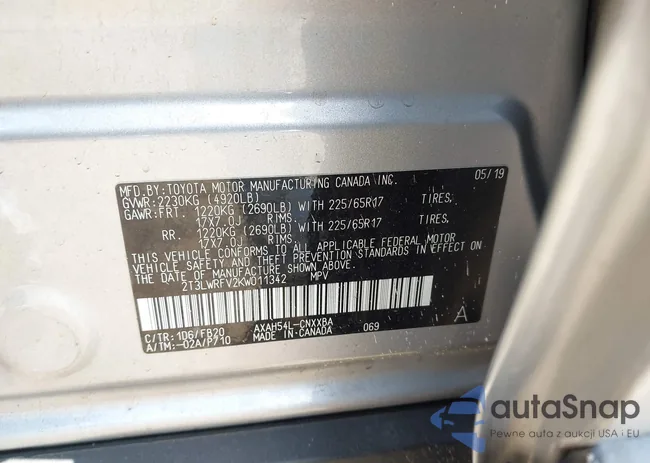 MFD.BY:TOYOTA MOTOR MANUFACTURING CANADA INC. 05/19
GVWR:2230KG (4920LB)
GAWR:FRT. 1220KG (2690LB) WITH 225/65R17 TIRES,
17X7.0J RIMS,
RR. 1220KG (2690LB) WITH 225/65R17 TIRES,
17X7.0J RIMS,
THIS VEHICLE CONFORMS TO ALL APPLICABLE FEDERAL MOTOR
VEHICLE SAFETY AND THEFT PREVENTION STANDARDS IN EFFECT ON
THE DATE OF MANUFACTURE SHOWN ABOVE.
2T3LWRFV2KW011342 MPV
C/TR:1D6/FB20 AXAH54L-CNXXBA 069 A
A/TM:-02A/P710 MADE IN CANADA
autaSnap
Pewne auta z aukcji USA i EU